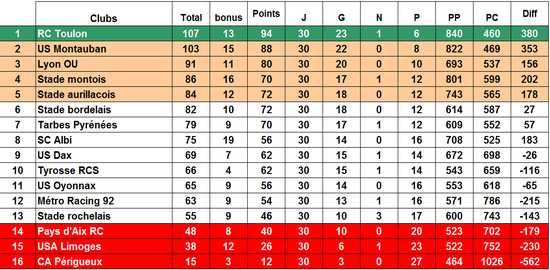 Clubs Total bonus Points J G N P PP PC Diff
1 RC Toulon 107 13 94 30 23 1 6 840 460 380
2 US Montauban 103 15 88 30 22 0 8 822 469 353
3 Lyon OU 91 11 80 30 20 0 10 693 537 156
4 Stade montois 86 16 70 30 17 1 12 801 599 202
5 Stade aurillacois 84 12 72 30 18 0 12 743 565 178
6 Stade bordelais 82 10 72 30 18 0 12 614 587 27
7 Tarbes Pyrénées 79 9 70 30 17 1 12 609 552 57
8 SC Albi 75 19 56 30 14 0 16 708 525 183
9 US Dax 69 7 62 30 15 1 14 672 698 -26
10 Tyrosse RCS 66 4 62 30 15 1 14 543 659 -116
11 US Oyonnax 65 9 56 30 14 0 16 553 618 -65
12 Métro Racing 92 63 9 54 30 13 1 16 571 786 -215
13 Stade rochelais 55 9 46 30 10 3 17 600 743 -143
14 Pays d'Aix RC 48 8 40 30 10 0 20 523 702 -179
15 USA Limoges 38 12 26 30 6 1 23 522 752 -230
16 CA Périgueux 15 3 12 30 3 0 27 464 1026 -562